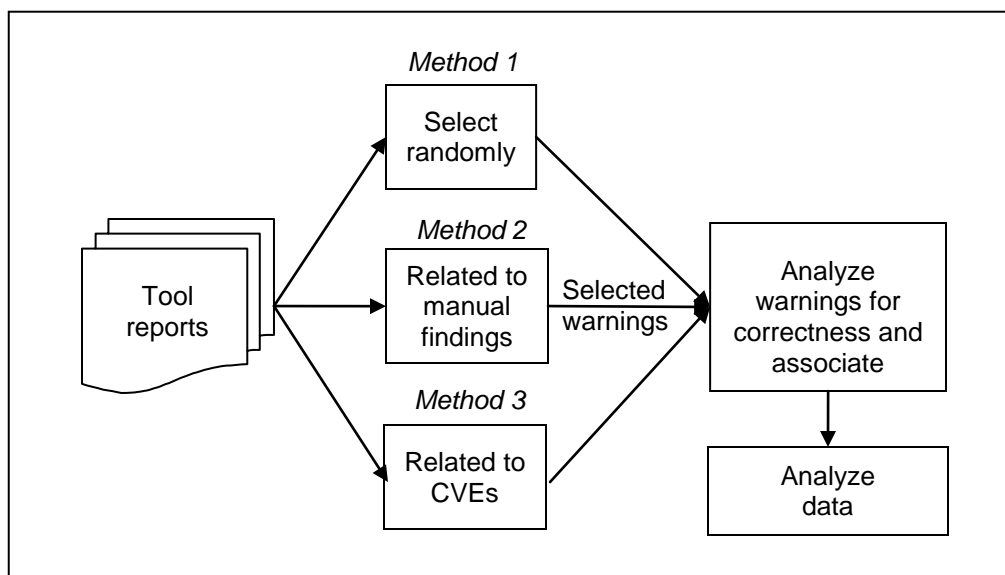 Method 1
Select
randomly
Method 2
Related to
manual
findings
Method 3
Related to
CVEs
Tool
reports
Selected
warnings
Analyze
warnings for
correctness and
associate
Analyze
data